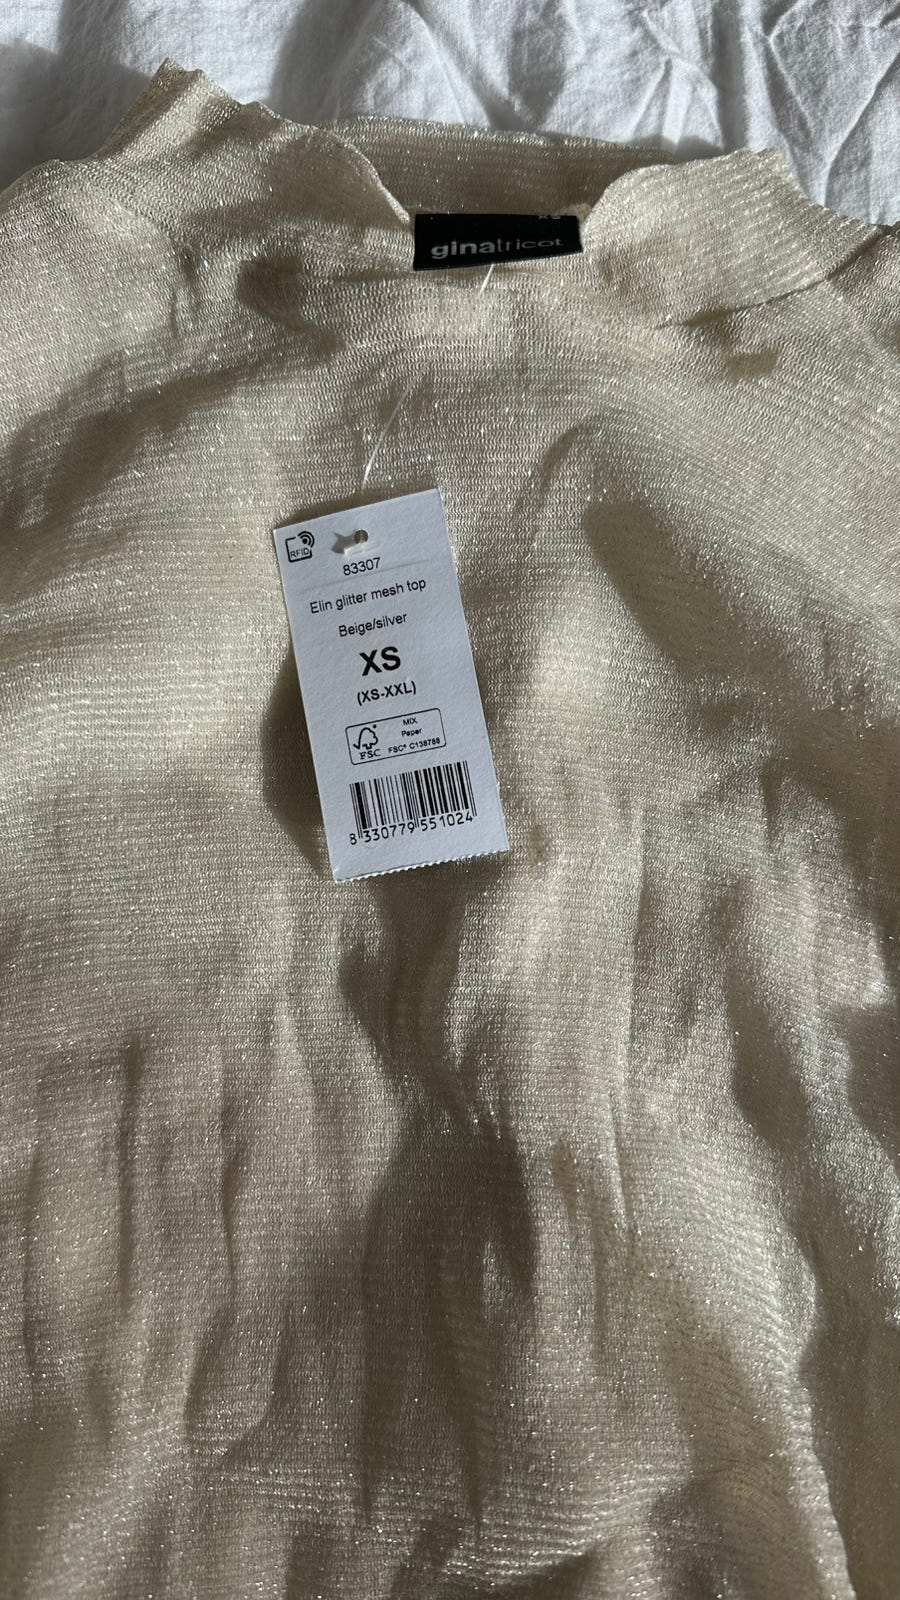 XS
ginatricot
RFID
83307
Elin glitter mesh top
Beige/silver
XS
(XS-XXL)
FSC
MIX
Paper
FSC® C138788
8 330779 551024